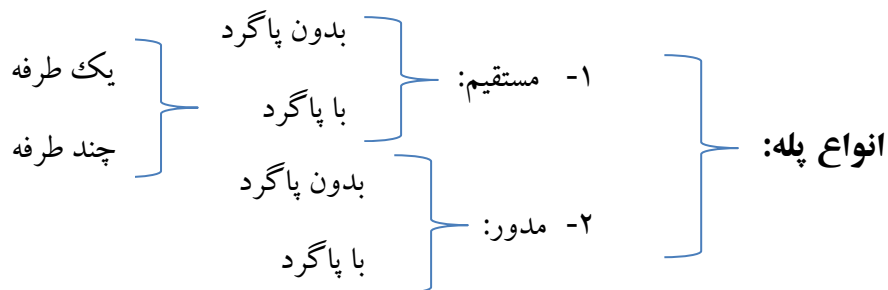 انواع پله:
۱- مستقیم:
بدون پاگرد
با پاگرد
یک طرفه
چند طرفه
۲- مدور:
بدون پاگرد
با پاگرد